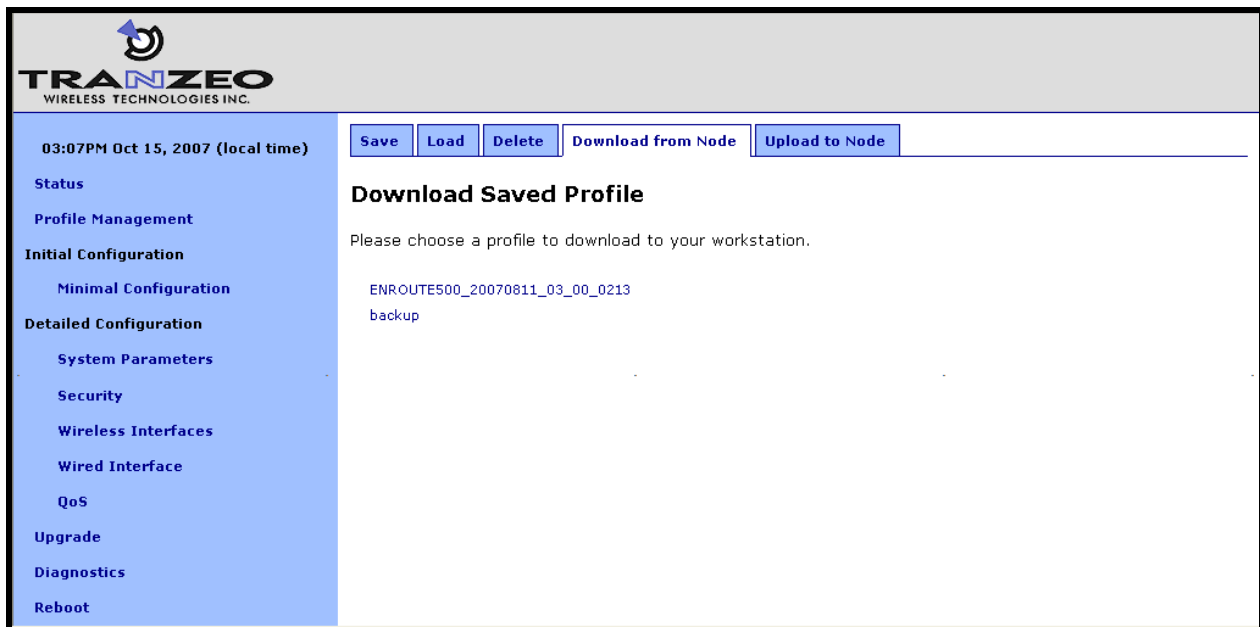 TRANZEO
WIRELESS TECHNOLOGIES INC.
03:07PM Oct 15, 2007 (local time)
Status
Profile Management
Initial Configuration
Minimal Configuration
Detailed Configuration
System Parameters
Security
Wireless Interfaces
Wired Interface
QoS
Upgrade
Diagnostics
Reboot
Save Load Delete Download from Node Upload to Node
Download Saved Profile
Please choose a profile to download to your workstation.
ENROUTE500_20070811_03_00_0213
backup